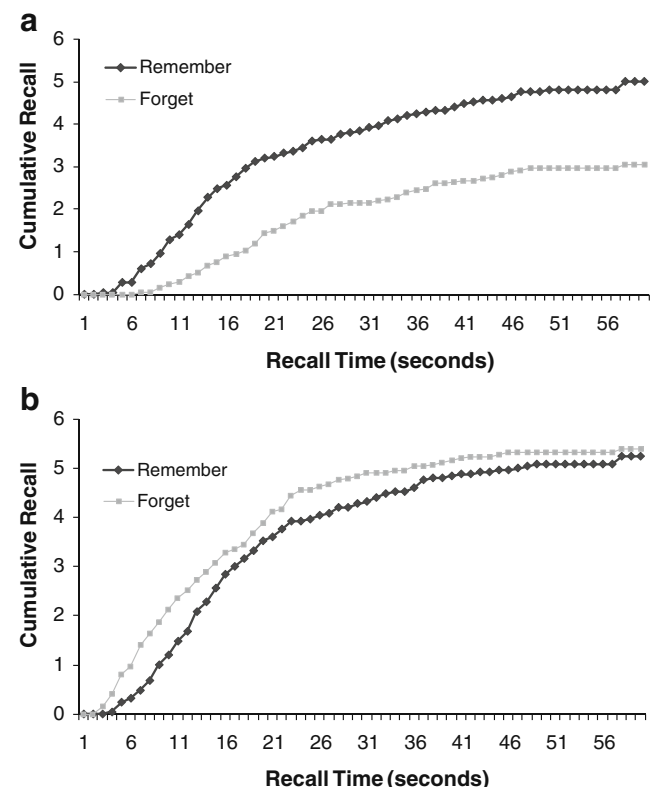 a
6
5
4
3
2
1
0
Cumulative Recall
Remember
Forget
1 6 11 16 21 26 31 36 41 46 51 56
Recall Time (seconds)
b
6
5
4
3
2
1
0
Cumulative Recall
Remember
Forget
1 6 11 16 21 26 31 36 41 46 51 56
Recall Time (seconds)